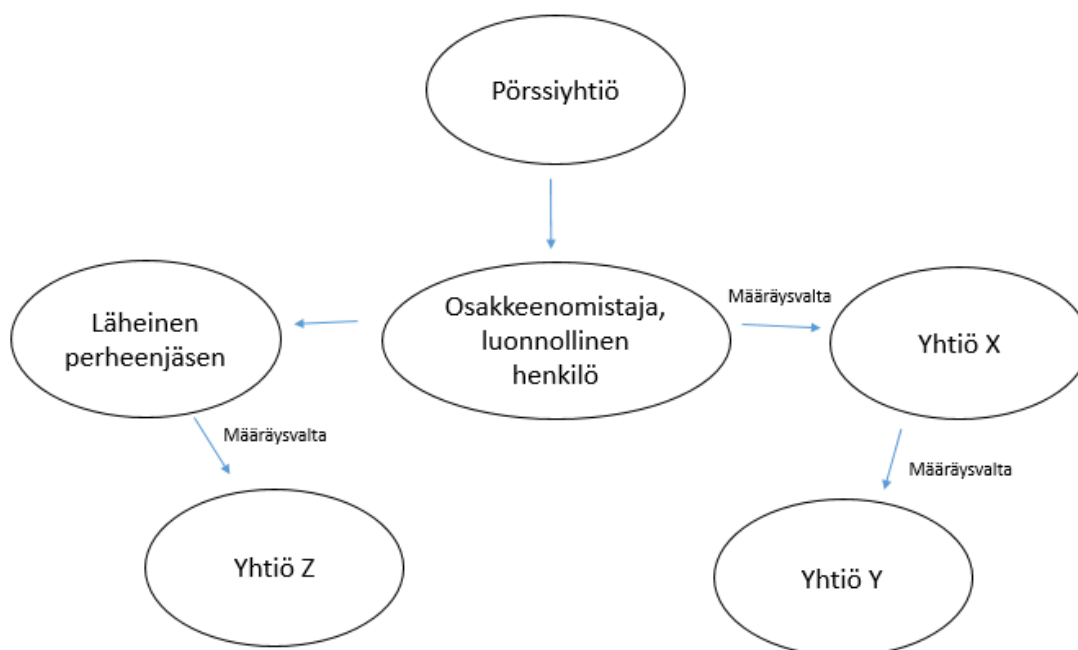 Pörssiyhtiö
Osakkeenomistaja,
luonnollinen
henkilö
Määräysvalta
Läheinen
perheenjäsen
Yhtiö X
Määräysvalta
Määräysvalta
Yhtiö Z
Yhtiö Y